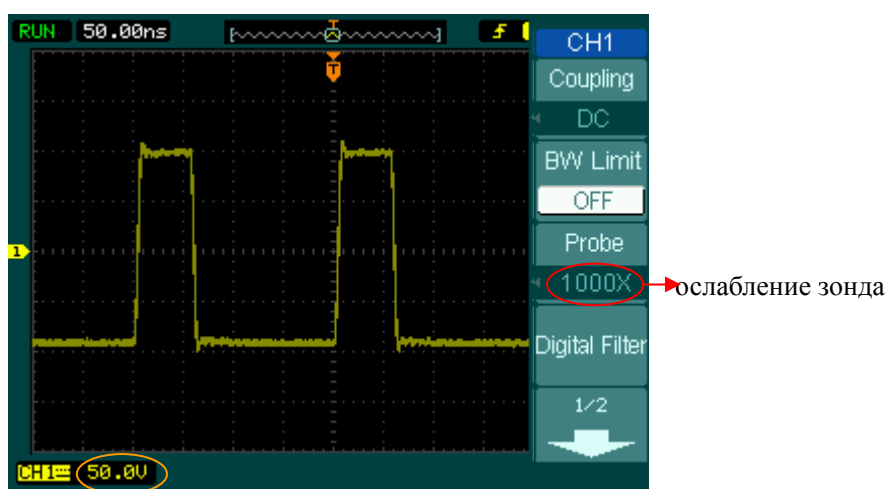 RUN 50.00ns
T
CH1
Coupling
DC
BW Limit
OFF
Probe
1000X
ослабление зонда
Digital Filter
1/2
1
CH1 50.0V